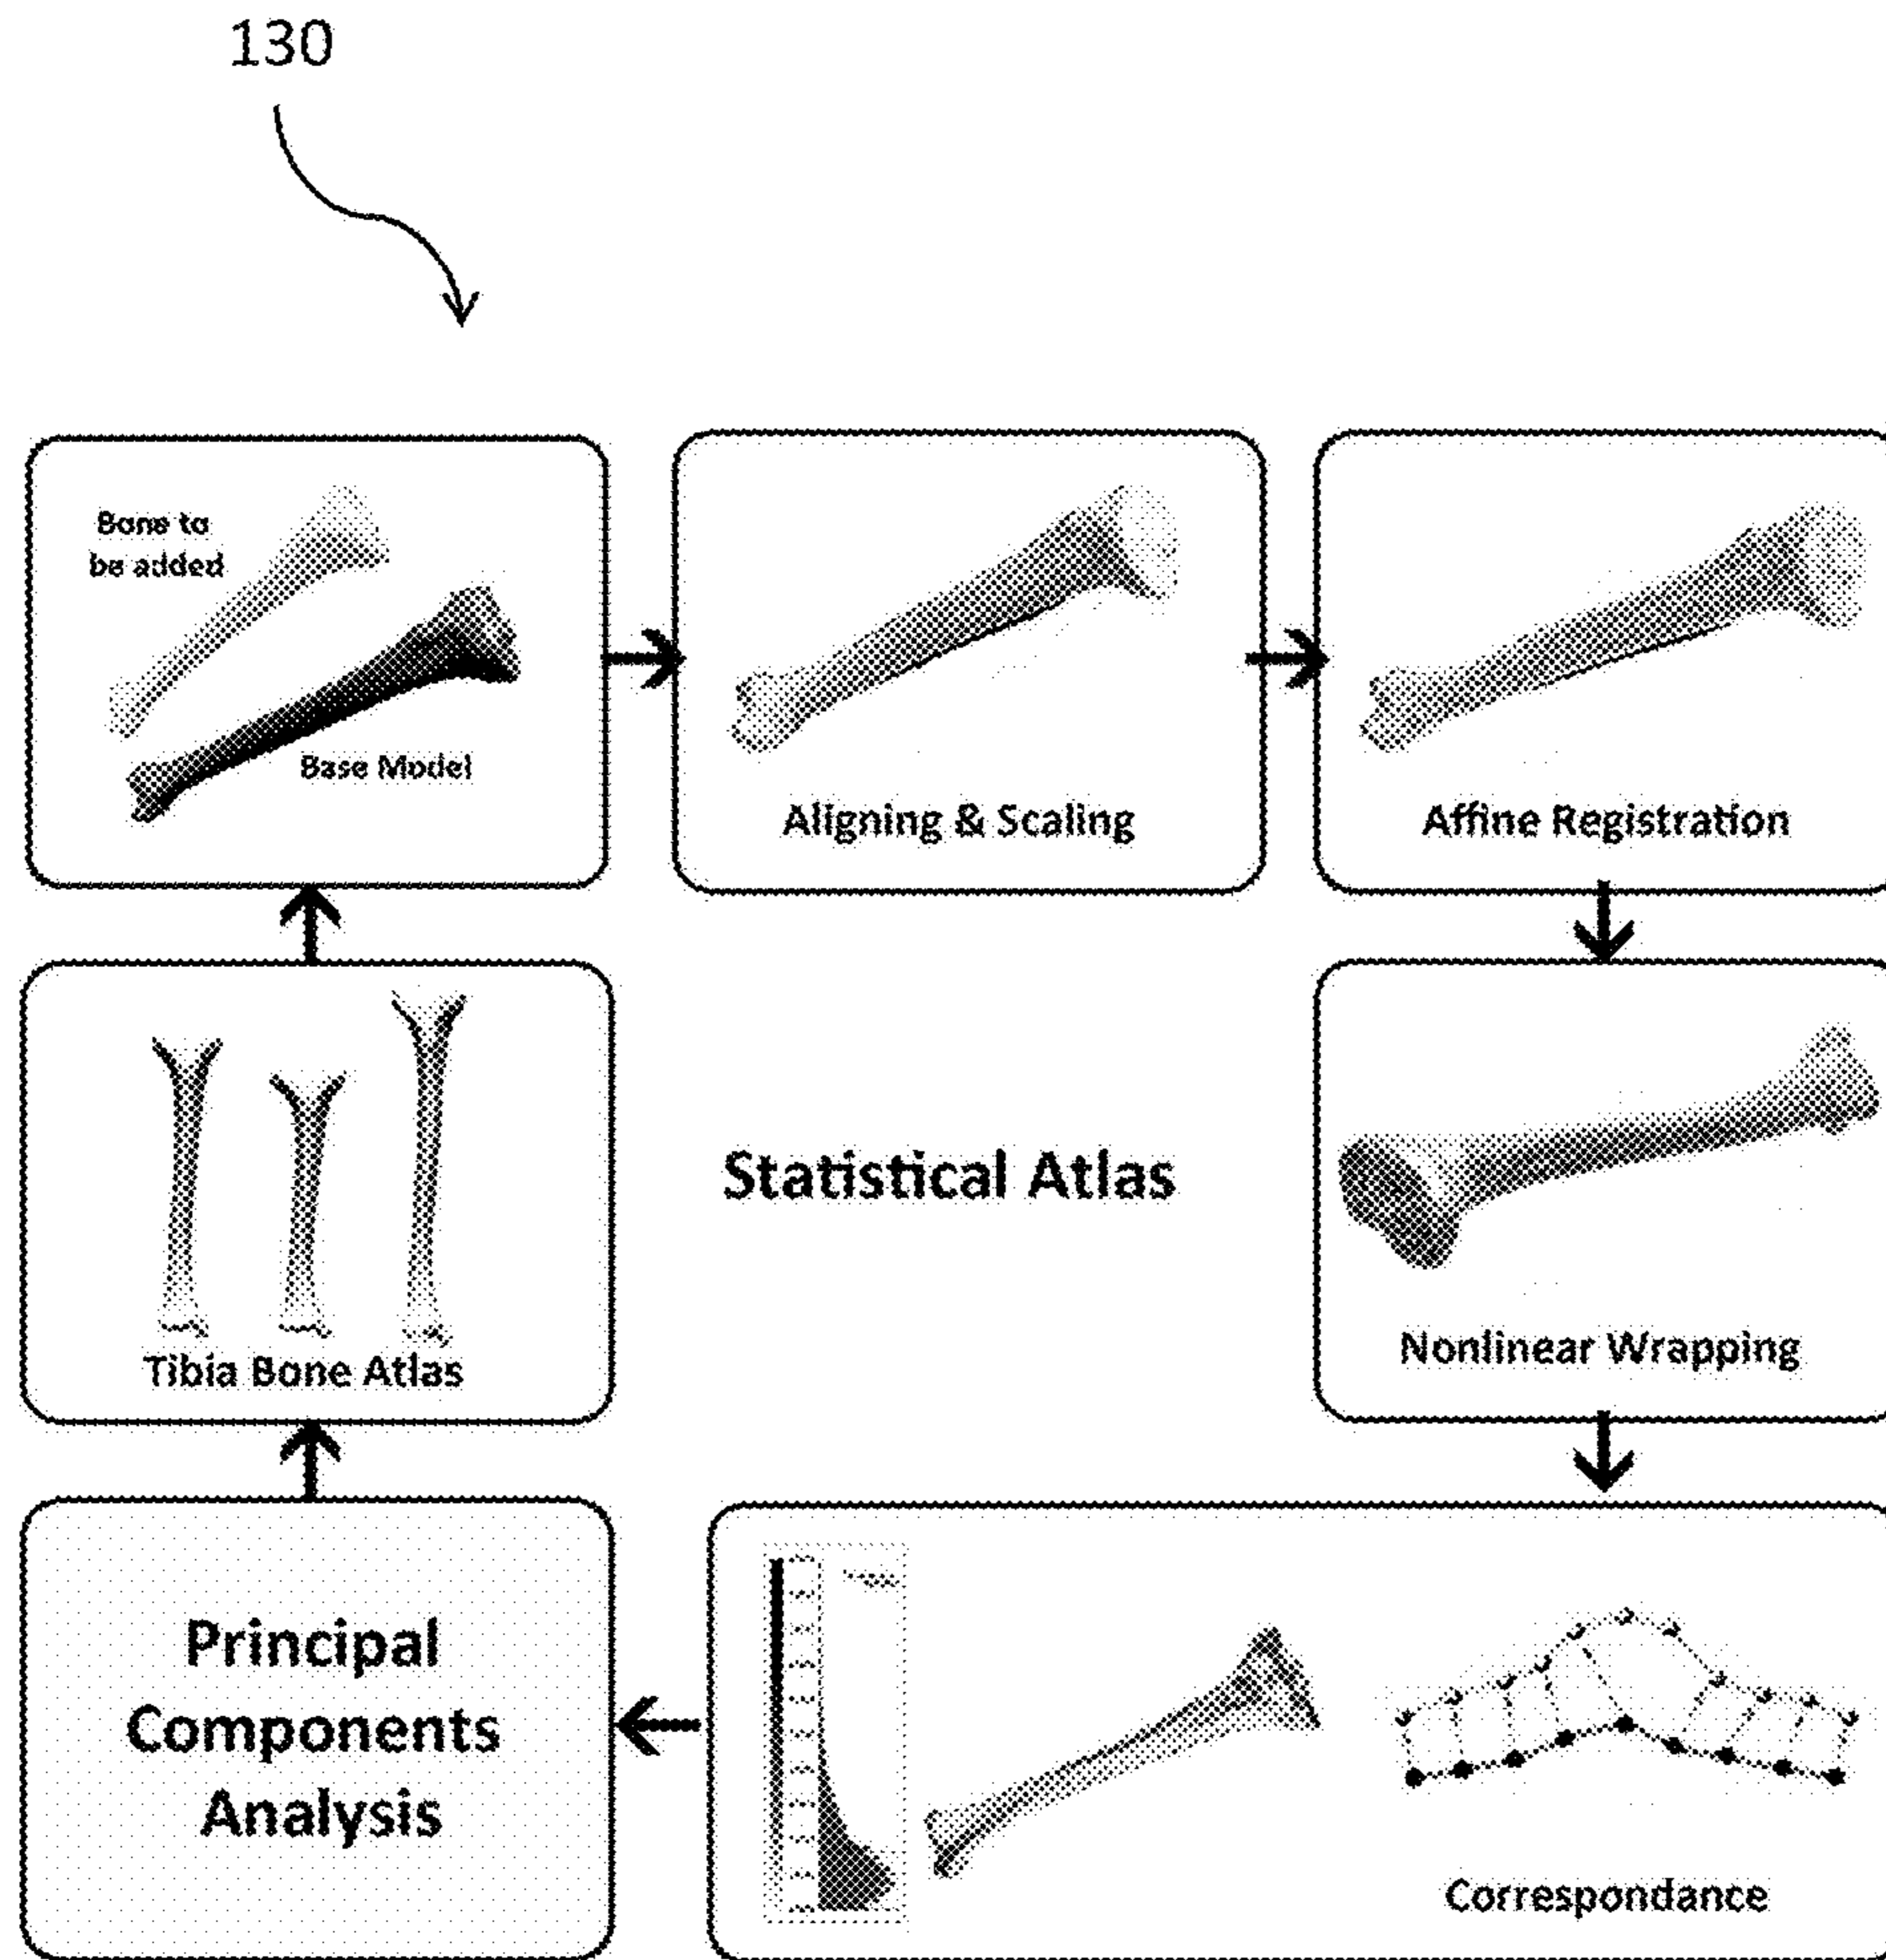 130
Bone to
be added
Base Model
Aligning & Scaling
Affine Registration
Statistical Atlas
Tibia Bone Atlas
Nonlinear Wrapping
Principal
Components
Analysis
Correspondance